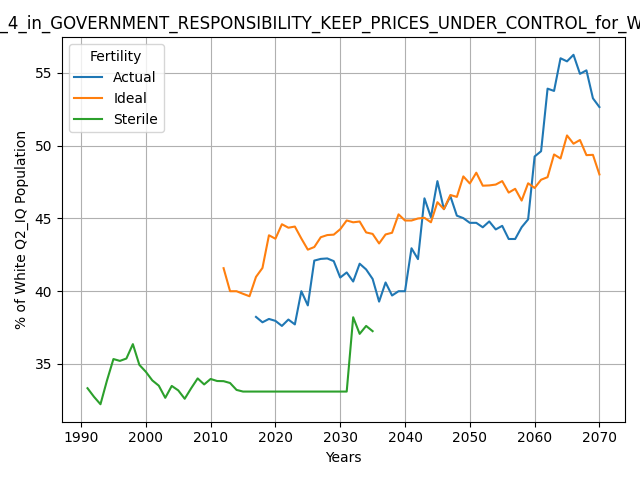 _4_in_GOVERNMENT_RESPONSIBILITY_KEEP_PRICES_UNDER_CONTROL_for_W
Fertility
Actual
Ideal
Sterile
% of White Q2_IQ Population
55
50
45
40
35
1990 2000 2010 2020 2030 2040 2050 2060 2070
Years